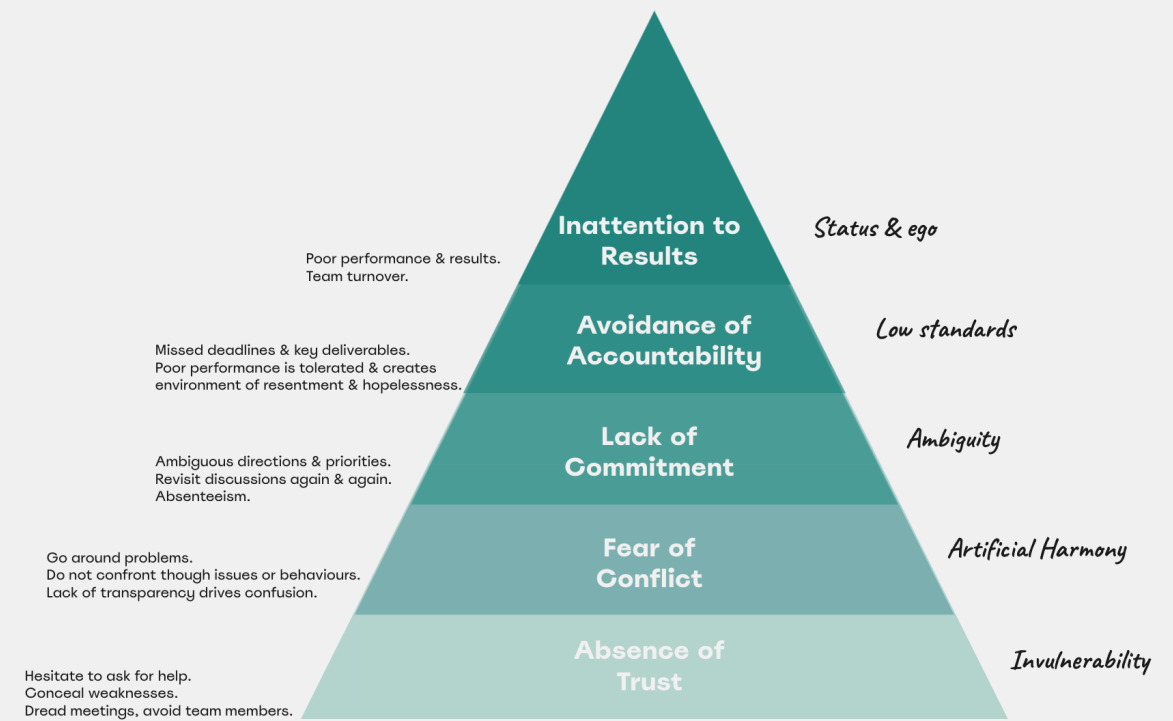 Inattention to
Results
Status & ego
Poor performance & results.
Team turnover.
Avoidance of
Accountability
Low standards
Missed deadlines & key deliverables.
Poor performance is tolerated & creates
environment of resentment & hopelessness.
Lack of
Commitment
Ambiguity
Ambiguous directions & priorities.
Revisit discussions again & again.
Absenteeism.
Fear of
Conflict
Artificial Harmony
Go around problems.
Do not confront though issues or behaviours.
Lack of transparency drives confusion.
Absence of
Trust
Invulnerability
Hesitate to ask for help.
Conceal weaknesses.
Dread meetings, avoid team members.